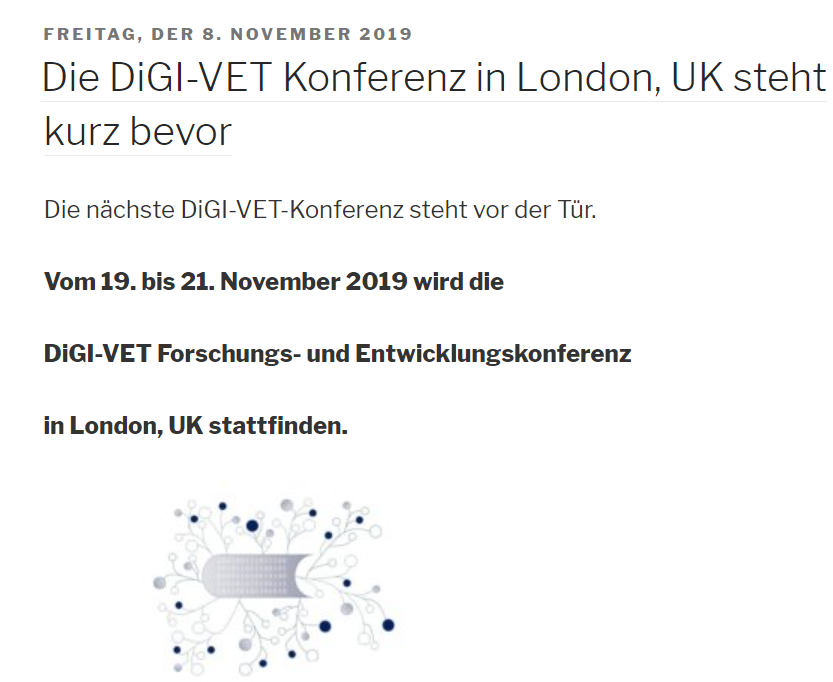 FREITAG, DER 8. NOVEMBER 2019
Die DiGI-VET Konferenz in London, UK steht
kurz bevor
Die nächste DiGI-VET-Konferenz steht vor der Tür.
Vom 19. bis 21. November 2019 wird die
DiGI-VET Forschungs- und Entwicklungskonferenz
in London, UK stattfinden.